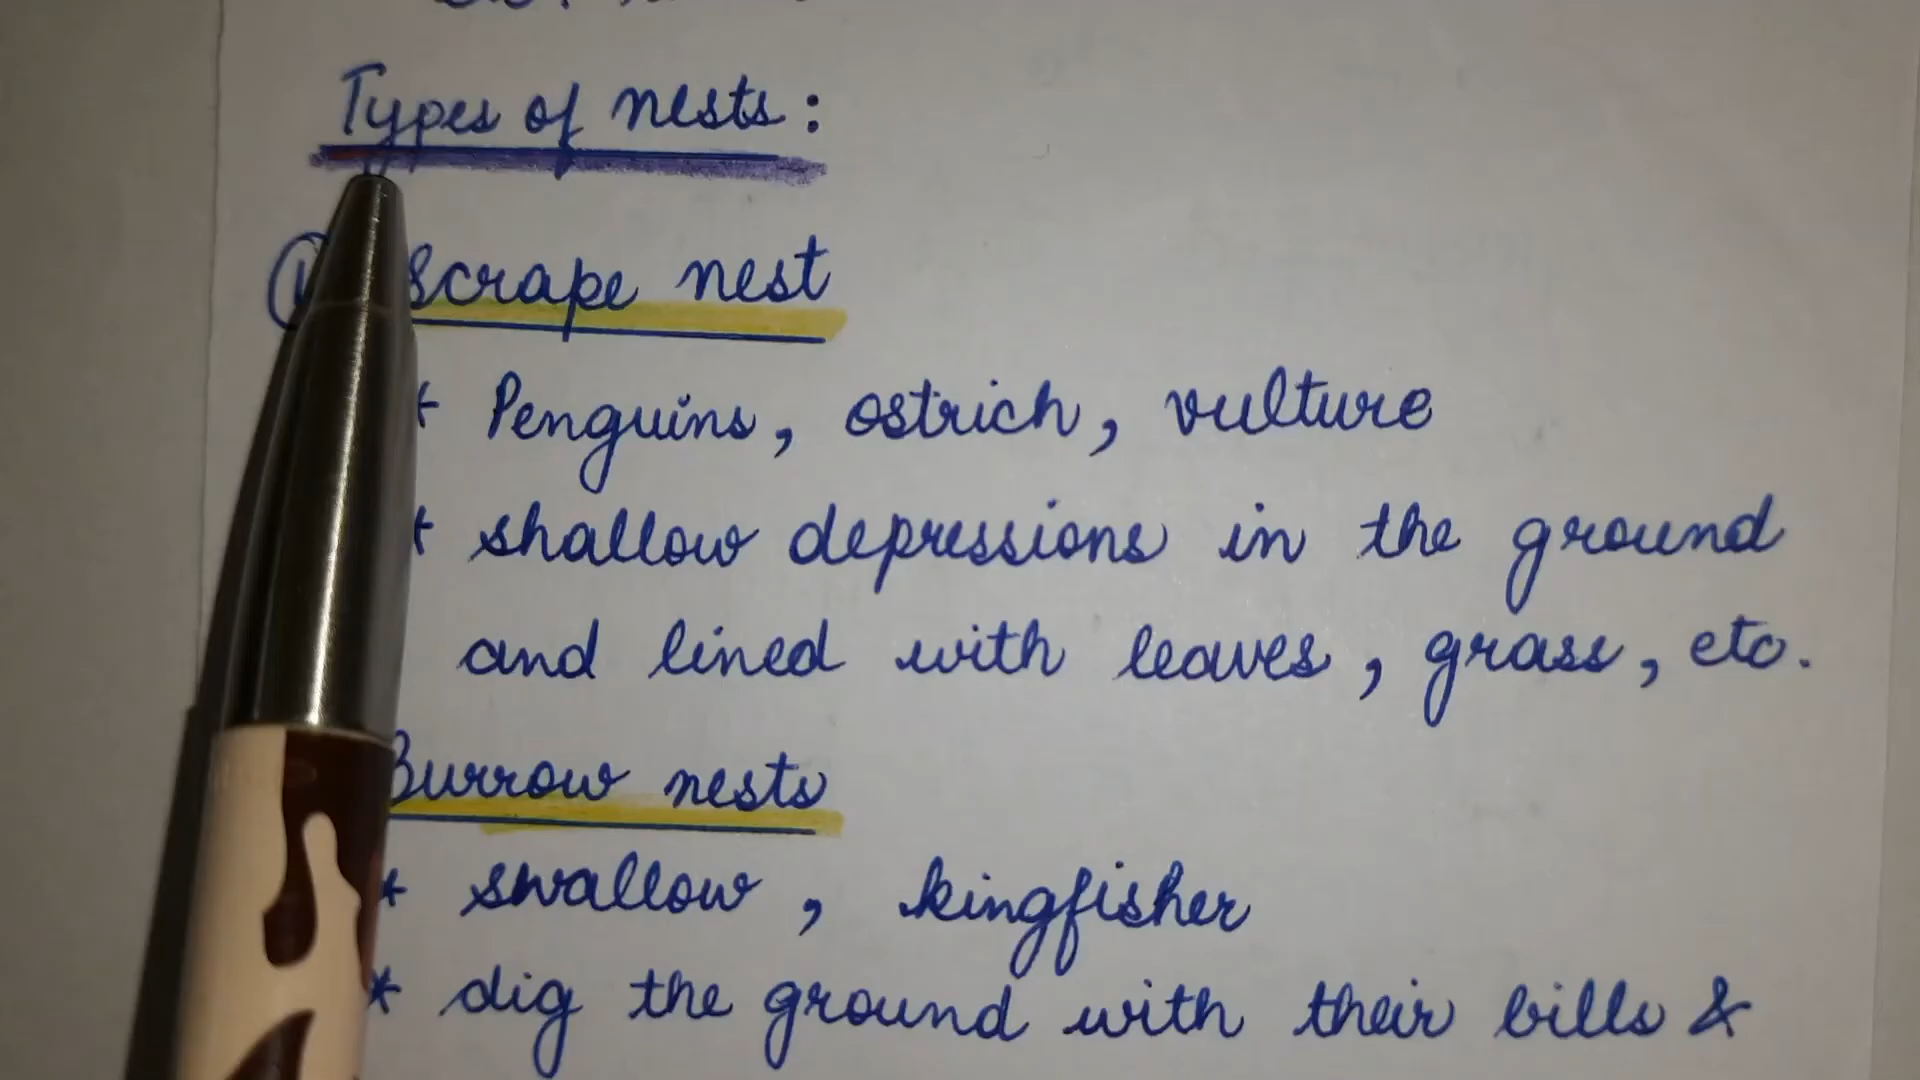 Types of nests:
① Scrape nest
* Penguins, ostrich, vulture
* shallow depressions in the ground
and lined with leaves, grass, etc.
Burrow nests
* swallow, kingfisher
* dig the ground with their bills &